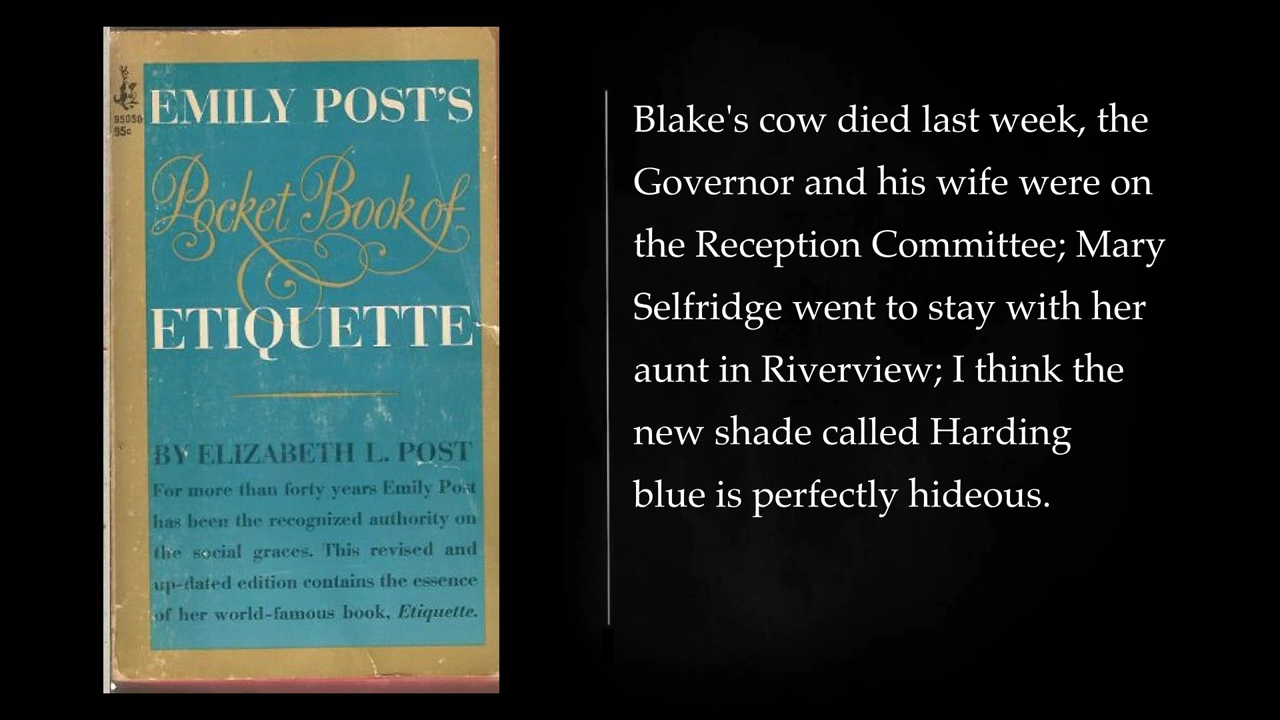 95050
95c
EMILY POST'S
Pocket Book of
ETIQUETTE
BY ELIZABETH L. POST
For more than forty years Emily Post
has been the recognized authority on
the social graces. This revised and
up-dated edition contains the essence
of her world-famous book, Etiquette.
Blake's cow died last week, the
Governor and his wife were on
the Reception Committee; Mary
Selfridge went to stay with her
aunt in Riverview; I think the
new shade called Harding
blue is perfectly hideous.